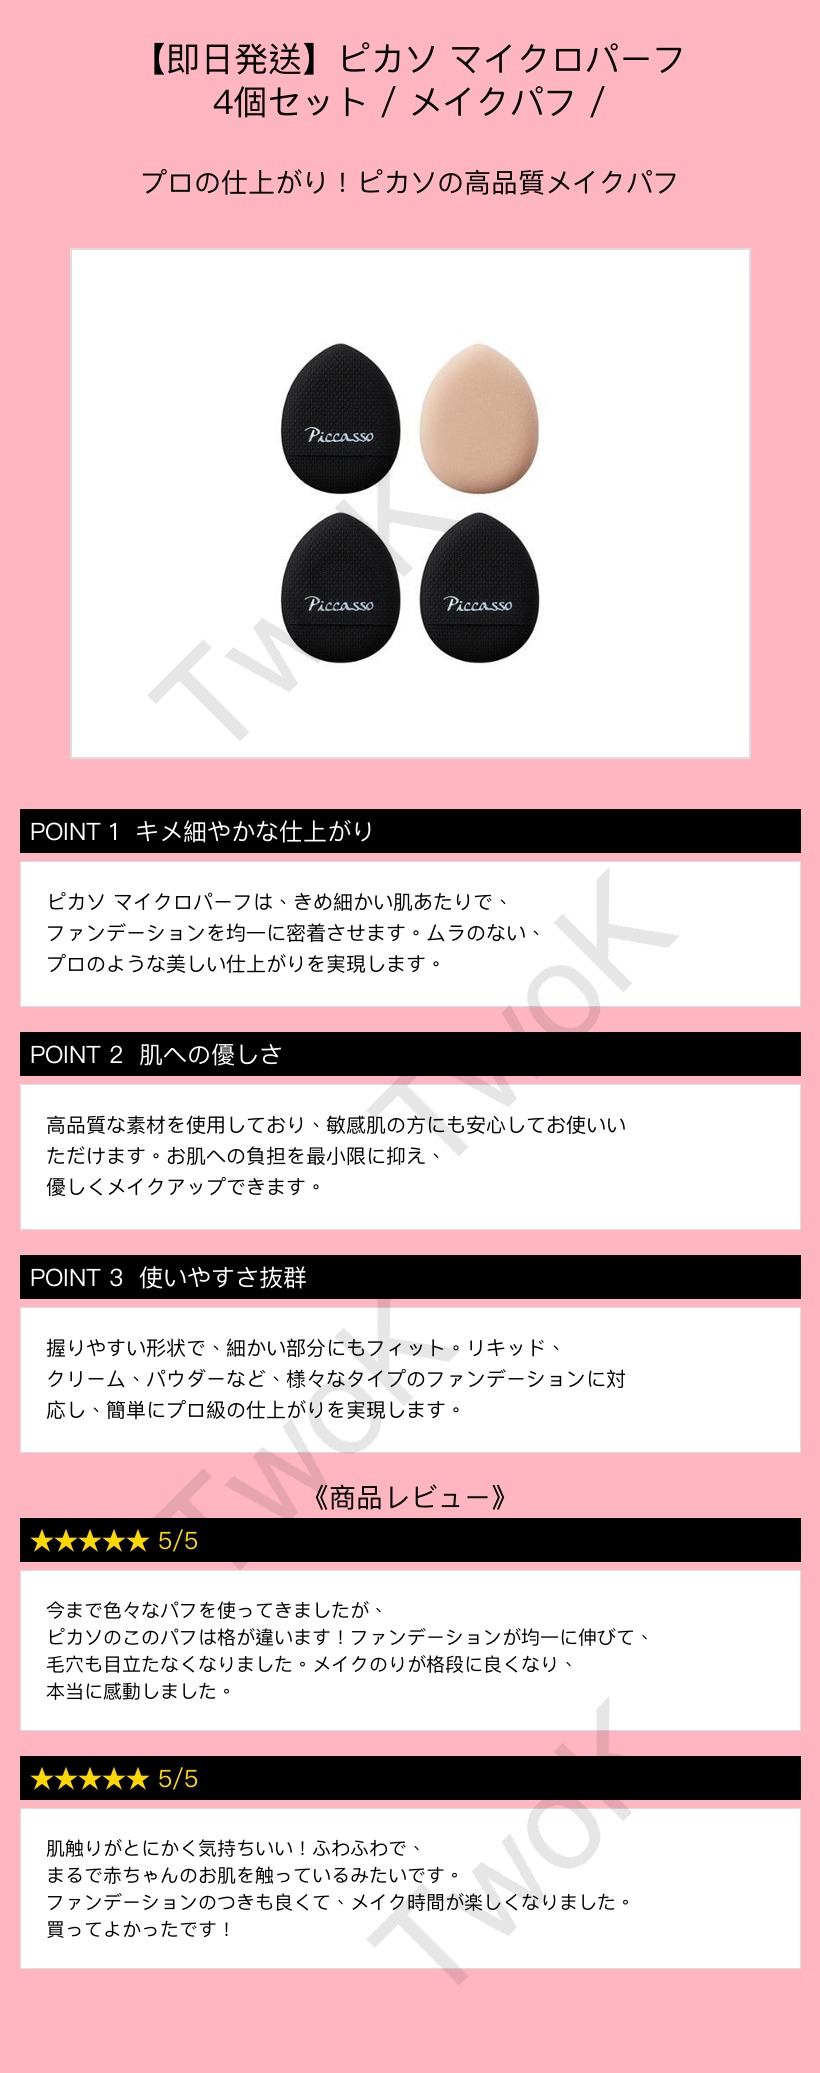 【即日発送】ピカソ マイクロパーフ
4個セット / メイクパフ /
プロの仕上がり！ピカソの高品質メイクパフ
Piccasso
Piccasso
Piccasso
TwoK
POINT 1 キメ細やかな仕上がり
ピカソ マイクロパーフは、きめ細かい肌あたりで、
ファンデーションを均一に密着させます。ムラのない、
プロのような美しい仕上がりを実現します。
TwoK
POINT 2 肌への優しさ
高品質な素材を使用しており、敏感肌の方にも安心してお使いい
ただけます。お肌への負担を最小限に抑え、
優しくメイクアップできます。
POINT 3 使いやすさ抜群
握りやすい形状で、細かい部分にもフィット。リキッド、
クリーム、パウダーなど、様々なタイプのファンデーションに対
応し、簡単にプロ級の仕上がりを実現します。
TwoK
《商品レビュー》
★★★★★ 5/5
今まで色々なパフを使ってきましたが、
ピカソのこのパフは格が違います！ファンデーションが均一に伸びて、
毛穴も目立たなくなりました。メイクのりが格段に良くなり、
本当に感動しました。
★★★★★ 5/5
肌触りがとにかく気持ちいい！ふわふわで、
まるで赤ちゃんのお肌を触っているみたいです。
ファンデーションのつきも良くて、メイク時間が楽しくなりました。
買ってよかったです！
TwoK